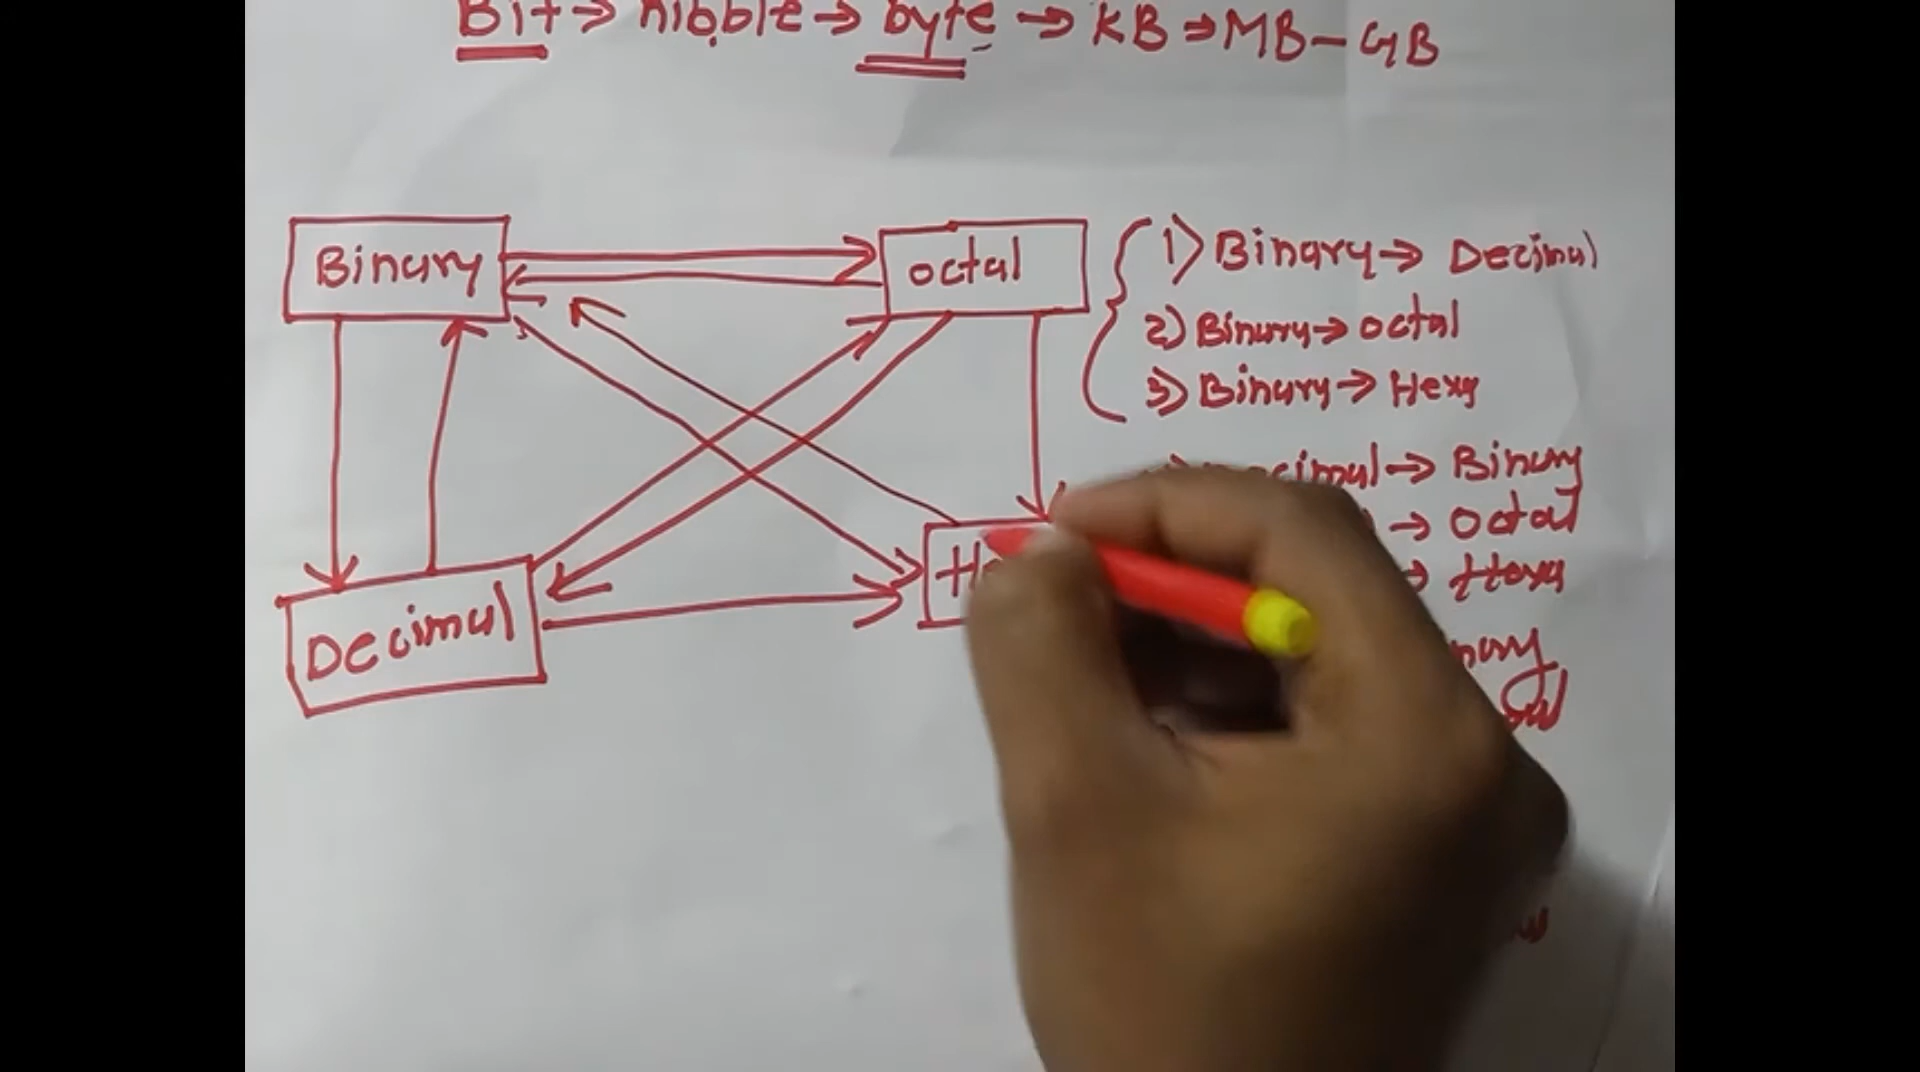 Bit → nibble → byte → KB → MB – GB
Binary
octal
Decimal
1) Binary → Decimal
2) Binary → octal
3) Binary → Hexa
→ Binary
→ Octal
→ Hexa